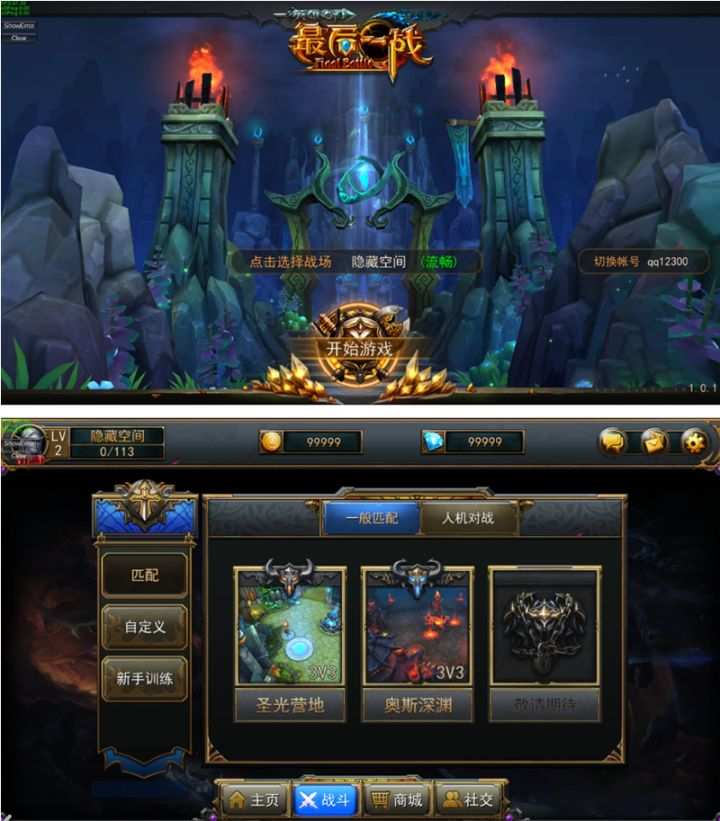 ShowError
Clear
最后一战
Final Battle
点击选择战场 隐藏空间 (流畅)
切换帐号 qq12300
开始游戏
1.0.1
LV
2
隐藏空间
0/113
99999
99999
ShowError
Clear
一般匹配
人机对战
匹配
自定义
新手训练
3V3
3V3
圣光营地
奥斯深渊
敬请期待
主页
战斗
商城
社交